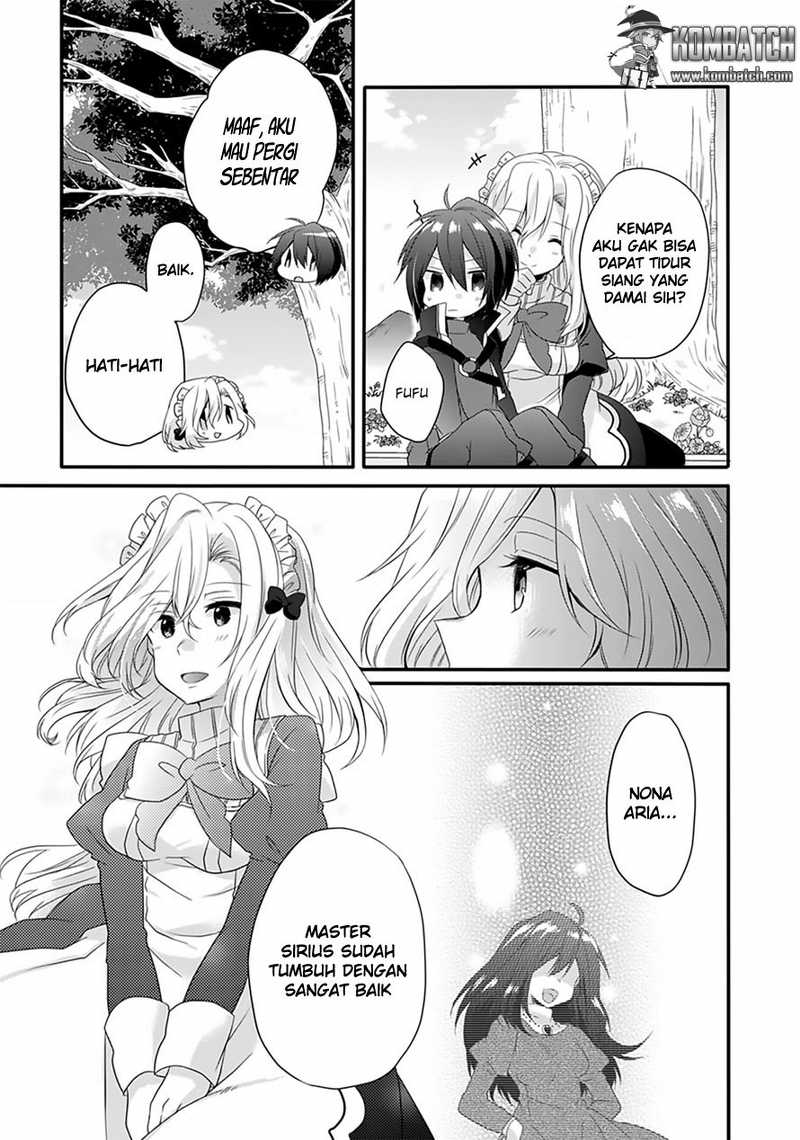 KOMBATCH
www.kombatch.com
KENAPA
AKU GAK BISA
DAPAT TIDUR
SIANG YANG
DAMAI SIH?
FUFU
MAAF, AKU
MAU PERGI
SEBENTAR
BAIK.
HATI-HATI
NONA
ARIA...
MASTER
SIRIUS SUDAH
TUMBUH DENGAN
SANGAT BAIK